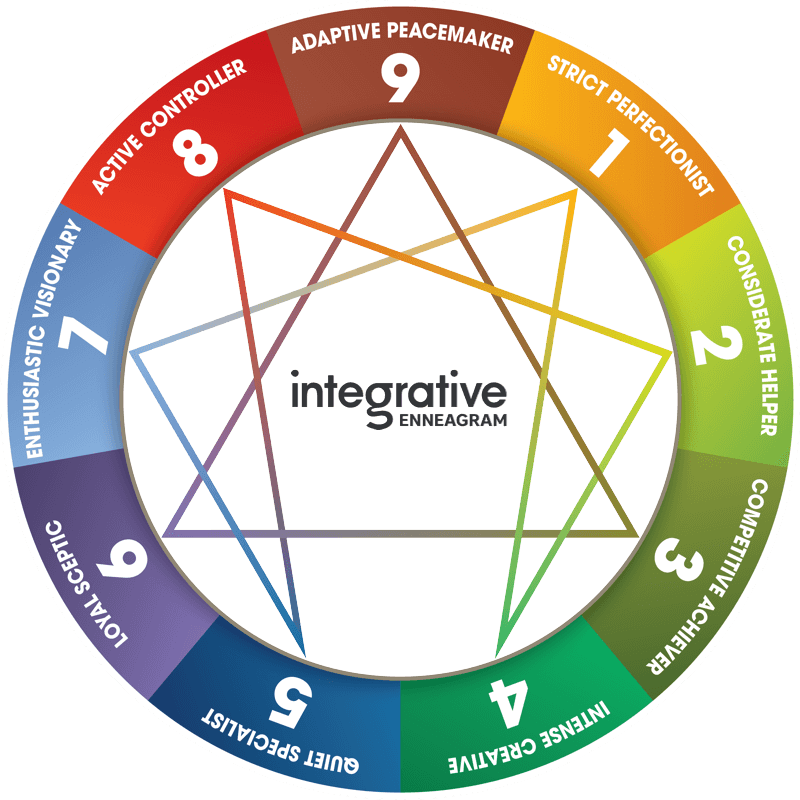 ADAPTIVE PEACEMAKER
9
STRICT PERFECTIONIST
1
CONSIDERATE HELPER
2
COMPETITIVE ACHIEVER
3
INTENSE CREATIVE
4
QUIET SPECIALIST
5
LOYAL SCEPTIC
6
ENTHUSIASTIC VISIONARY
7
ACTIVE CONTROLLER
8
integrative
ENNEAGRAM